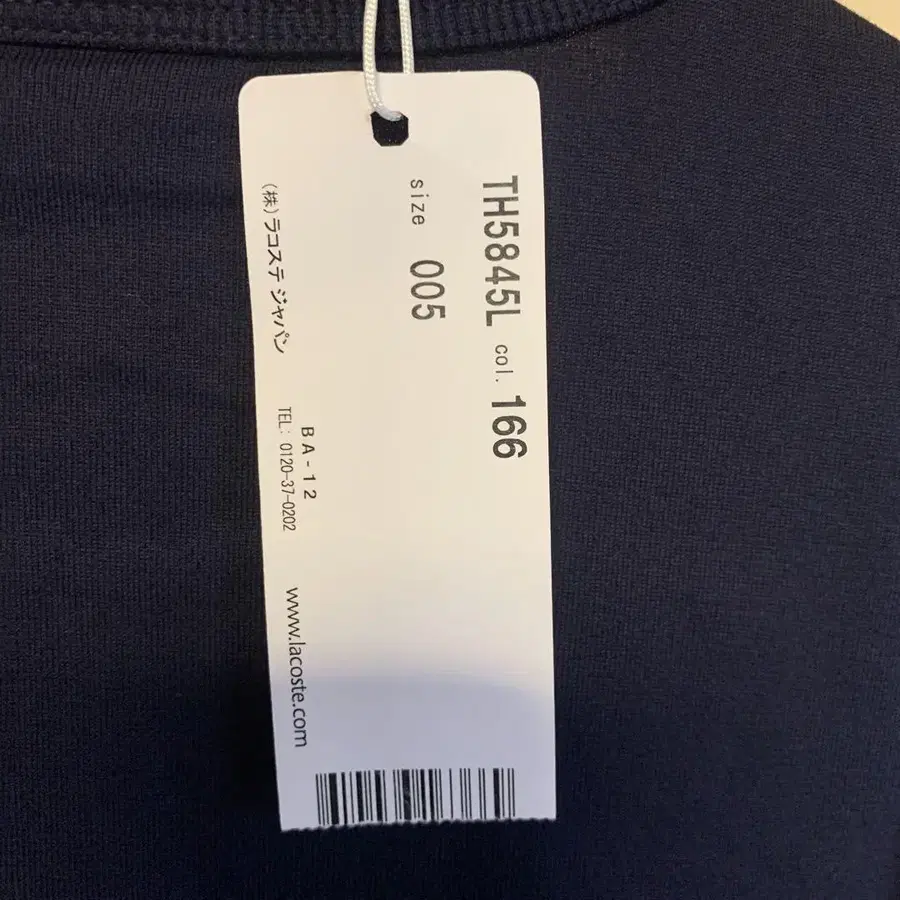 TH5845L col. 166
size 005
BA-12
(株)ラコステ ジャパン
TEL: 0120-37-0202
www.lacoste.com